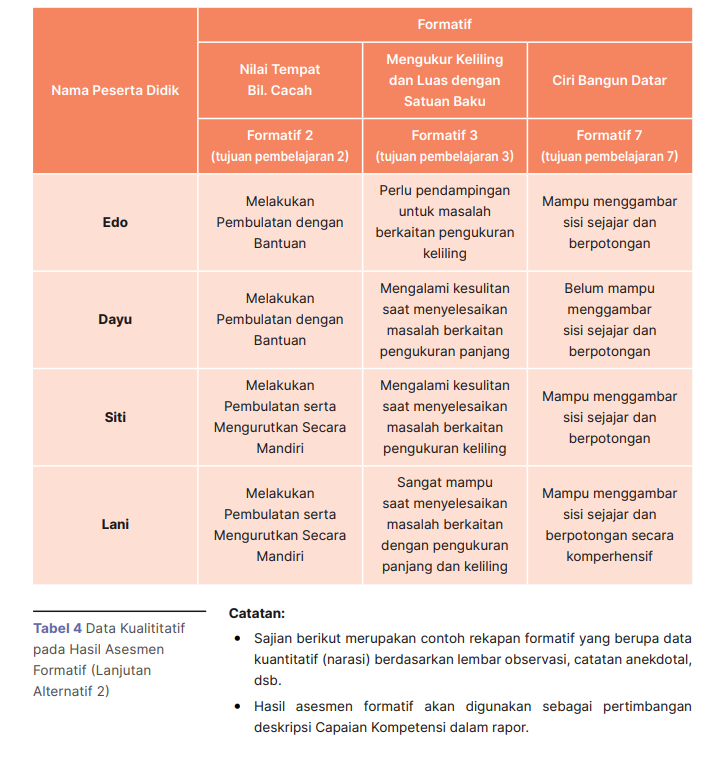 Nama Peserta Didik
Formatif
Nilai Tempat
Bil. Cacah
Mengukur Keliling
dan Luas dengan
Satuan Baku
Ciri Bangun Datar
Formatif 2
(tujuan pembelajaran 2)
Formatif 3
(tujuan pembelajaran 3)
Formatif 7
(tujuan pembelajaran 7)
Edo
Melakukan
Pembulatan dengan
Bantuan
Perlu pendampingan
untuk masalah
berkaitan pengukuran
keliling
Mampu menggambar
sisi sejajar dan
berpotongan
Dayu
Melakukan
Pembulatan dengan
Bantuan
Mengalami kesulitan
saat menyelesaikan
masalah berkaitan
pengukuran panjang
Belum mampu
menggambar
sisi sejajar dan
berpotongan
Siti
Melakukan
Pembulatan serta
Mengurutkan Secara
Mandiri
Mengalami kesulitan
saat menyelesaikan
masalah berkaitan
pengukuran keliling
Mampu menggambar
sisi sejajar dan
berpotongan
Lani
Melakukan
Pembulatan serta
Mengurutkan Secara
Mandiri
Sangat mampu
saat menyelesaikan
masalah berkaitan
dengan pengukuran
panjang dan keliling
Mampu menggambar
sisi sejajar dan
berpotongan secara
komperhensif
Tabel 4 Data Kualititatif
pada Hasil Asesmen
Formatif (Lanjutan
Alternatif 2)
Catatan:
• Sajian berikut merupakan contoh rekapan formatif yang berupa data
kuantitatif (narasi) berdasarkan lembar observasi, catatan anekdotal,
dsb.
• Hasil asesmen formatif akan digunakan sebagai pertimbangan
deskripsi Capaian Kompetensi dalam rapor.